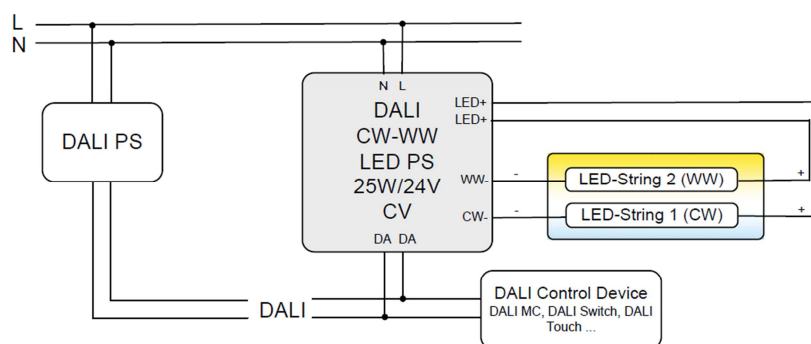 L
N
DALI PS
N L
DALI
CW-WW
LED PS
25W/24V
CV
LED+
LED+
WW-
CW-
DA DA
-
LED-String 2 (WW)
+
-
LED-String 1 (CW)
+
DALI
DALI Control Device
DALI MC, DALI Switch, DALI
Touch ...